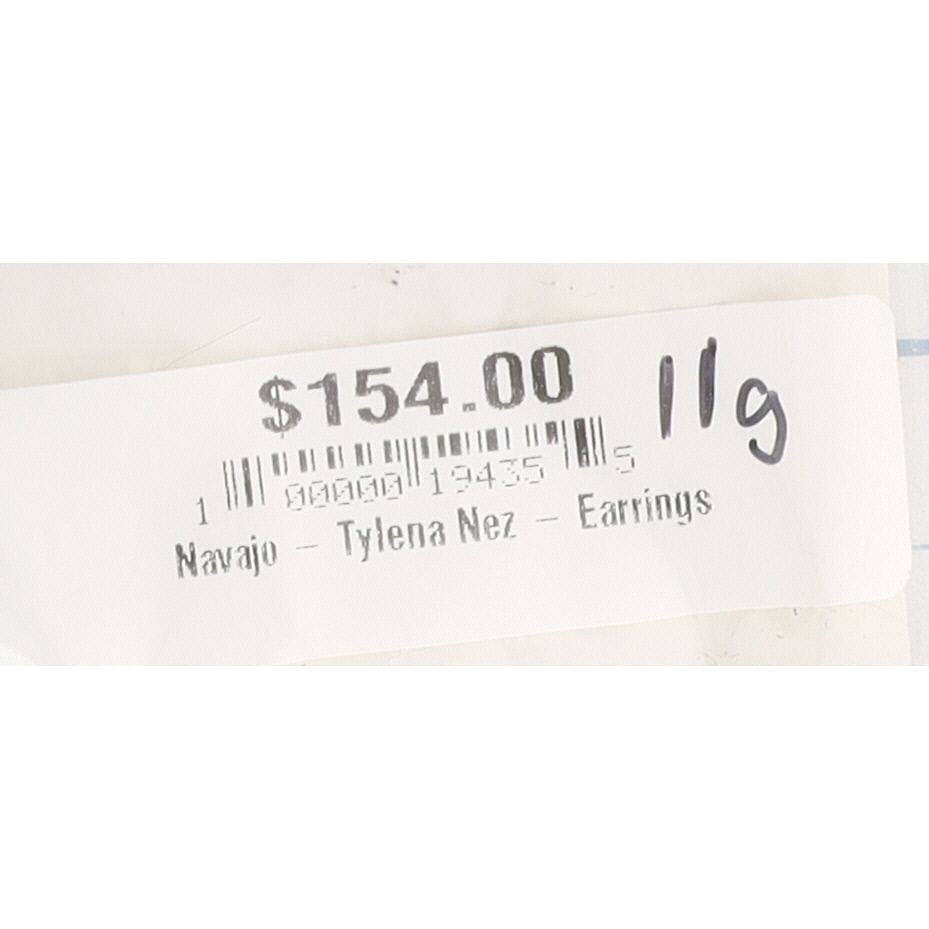 $154.00 11g
1 00000 19435 5
Navajo – Tylena Nez – Earrings